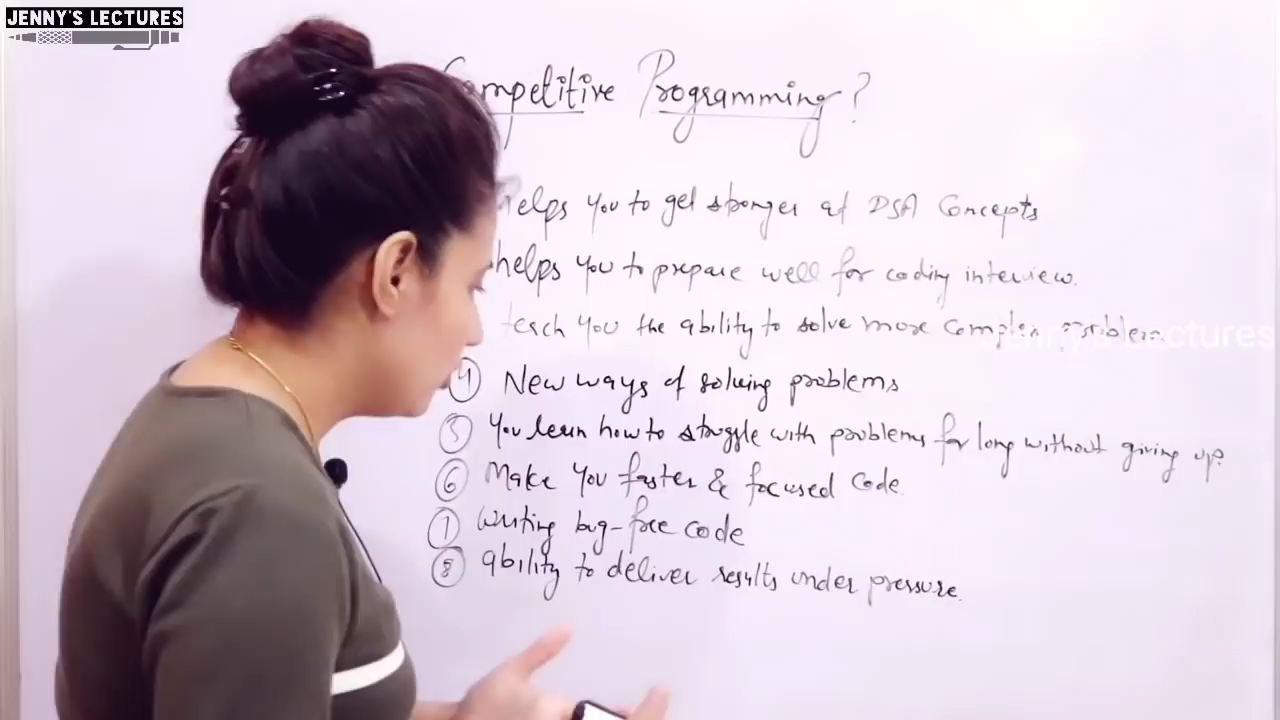 JENNY'S LECTURES
Competitive Programming?
helps you to get stronger at DSA Concepts
helps you to prepare well for coding interview.
teach you the ability to solve more complex problems
Jenny's Lectures
④ New ways of solving problems
⑤ You learn how to struggle with problems for long without giving up.
⑥ Make you faster & focused code.
⑦ Writing bug-free code
⑧ ability to deliver results under pressure.